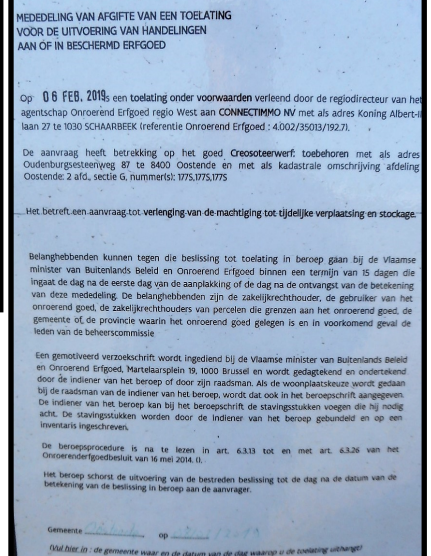 MEDEDELING VAN AFGIFTE VAN EEN TOELATING
VOOR DE UITVOERING VAN HANDELINGEN
AAN OF IN BESCHERMD ERFGOED
Op 06 FEB. 2019 s een toelating onder voorwaarden verleend door de regiodirecteur van het
agentschap Onroerend Erfgoed regio West aan CONNECTIMMO NV met als adres Koning Albert-II
laan 27 te 1030 SCHAARBEEK (referentie Onroerend Erfgoed : 4.002/35013/192.7).
De aanvraag heeft betrekking op het goed Creosoteerwerf; toebehoren met als adres
Oudenburgsesteenweg 87 te 8400 Oostende en met als kadastrale omschrijving afdeling
Oostende: 2 afd., sectie G, nummer(s): 177S,177S,177S
Het betreft een aanvraag tot verlenging van de machtiging tot tijdelijke verplaatsing en stockage.
Belanghebbenden kunnen tegen die beslissing tot toelating in beroep gaan bij de Vlaamse
minister van Buitenlands Beleid en Onroerend Erfgoed binnen een termijn van 15 dagen die
ingaat de dag na de eerste dag van de aanplakking of de dag na de ontvangst van de betekening
van deze mededeling. De belanghebbenden zijn de zakelijkrechthouder, de gebruiker van het
onroerend goed, de zakelijkrechthouders van percelen die grenzen aan het onroerend goed, de
gemeente of, de provincie waarin het onroerend goed gelegen is en in voorkomend geval de
leden van de beheerscommissie
Een gemotiveerd verzoekschrift wordt ingediend bij de Vlaamse minister van Buitenlands Beleid
en Onroerend Erfgoed, Martelaarsplein 19, 1000 Brussel en wordt gedagtekend en ondertekend
door de indiener van het beroep of door zijn raadsman. Als de woonplaatskeuze wordt gedaan
bij de raadsman van de indiener van het beroep, wordt dat ook in het beroepschrift aangegeven.
De indiener van het beroep kan bij het beroepschrift de stavingsstukken voegen die hij nodig
acht. De stavingsstukken worden door de indiener van het beroep gebundeld en op een
inventaris ingeschreven.
De beroepsprocedure is na te lezen in art. 6.3.13 tot en met art. 6.3.26 van het
Onroerenderfgoedbesluit van 16 mei 2014. ().
Het beroep schorst de uitvoering van de bestreden beslissing tot de dag na de datum van de
betekening van de beslissing in beroep aan de aanvrager.
Gemeente op
(Vul hier in : de gemeente waar en de datum van de dag waarop u de toelating uithangt)